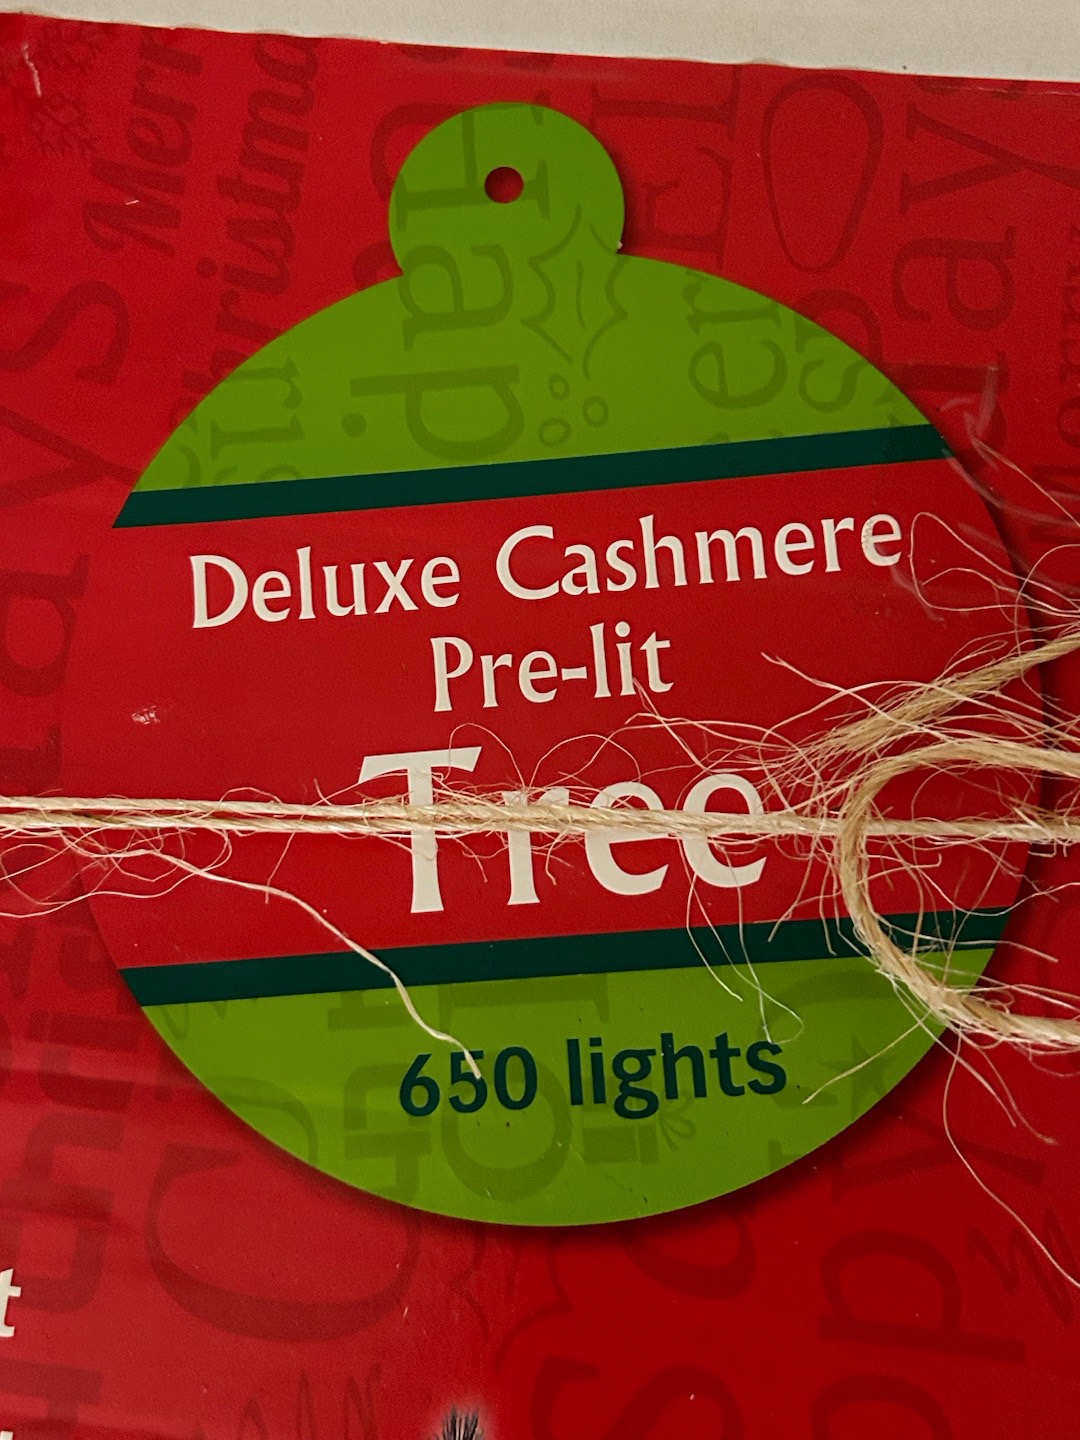 Deluxe Cashmere
Pre-lit
Tree
650 lights